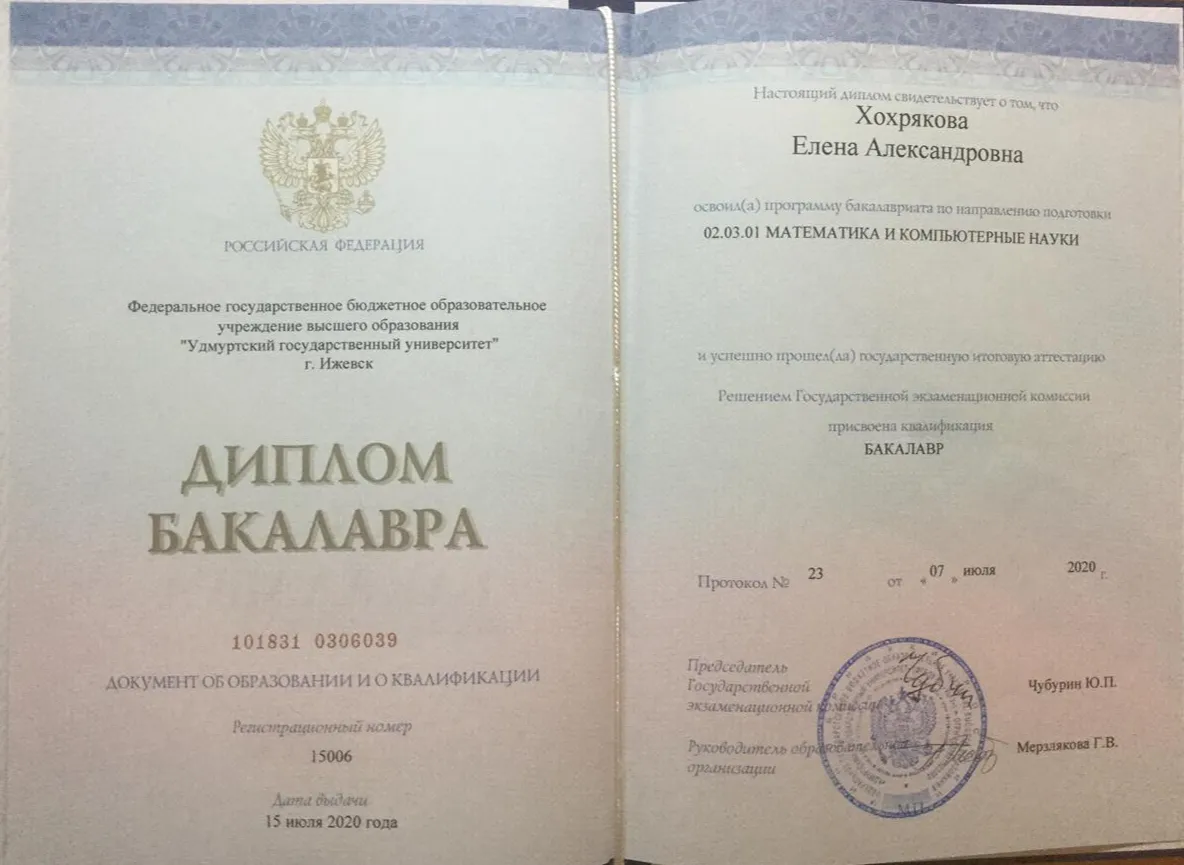 РОССИЙСКАЯ ФЕДЕРАЦИЯ
Федеральное государственное бюджетное образовательное
учреждение высшего образования
"Удмуртский государственный университет"
г. Ижевск
ДИПЛОМ
БАКАЛАВРА
101831 0306039
ДОКУМЕНТ ОБ ОБРАЗОВАНИИ И О КВАЛИФИКАЦИИ
Регистрационный номер
15006
Дата выдачи
15 июля 2020 года
Настоящий диплом свидетельствует о том, что
Хохрякова
Елена Александровна
освоил(а) программу бакалавриата по направлению подготовки
02.03.01 МАТЕМАТИКА И КОМПЬЮТЕРНЫЕ НАУКИ
и успешно прошел(ла) государственную итоговую аттестацию
Решением Государственной экзаменационной комиссии
присвоена квалификация
БАКАЛАВР
Протокол № 23 от « 07 » июля 2020 г.
Председатель
Государственной
экзаменационной комиссии
Чубурин Ю.П.
Руководитель образовательной
организации
Мерзлякова Г.В.
М.П.